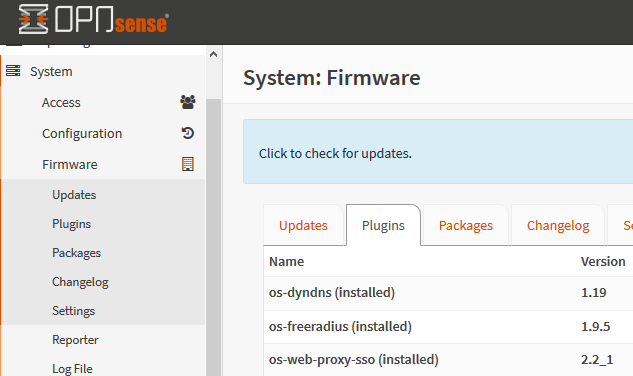 OPNsense
System
Access
Configuration
Firmware
Updates
Plugins
Packages
Changelog
Settings
Reporter
Log File
System: Firmware
Click to check for updates.
Updates Plugins Packages Changelog Se
Name Version
os-dyndns (installed) 1.19
os-freeradius (installed) 1.9.5
os-web-proxy-sso (installed) 2.2_1